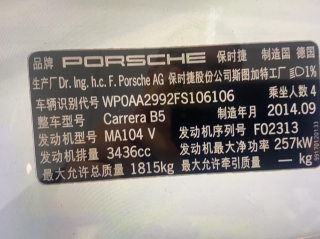 品牌 PORSCHE 保时捷 制造国 德国
生产厂 Dr. Ing. h.c. F. Porsche AG 保时捷股份公司斯图加特工厂 1%
车辆识别代号 WP0AA2992FS106106 乘坐人数 4
整车型号 Carrera B5 制造年月 2014.09
发动机型号 MA104 V 发动机序列号 F02313
发动机排量 3436cc 发动机最大净功率 257kW
最大允许总质量 1815kg 最大允许牵引质量 — kg